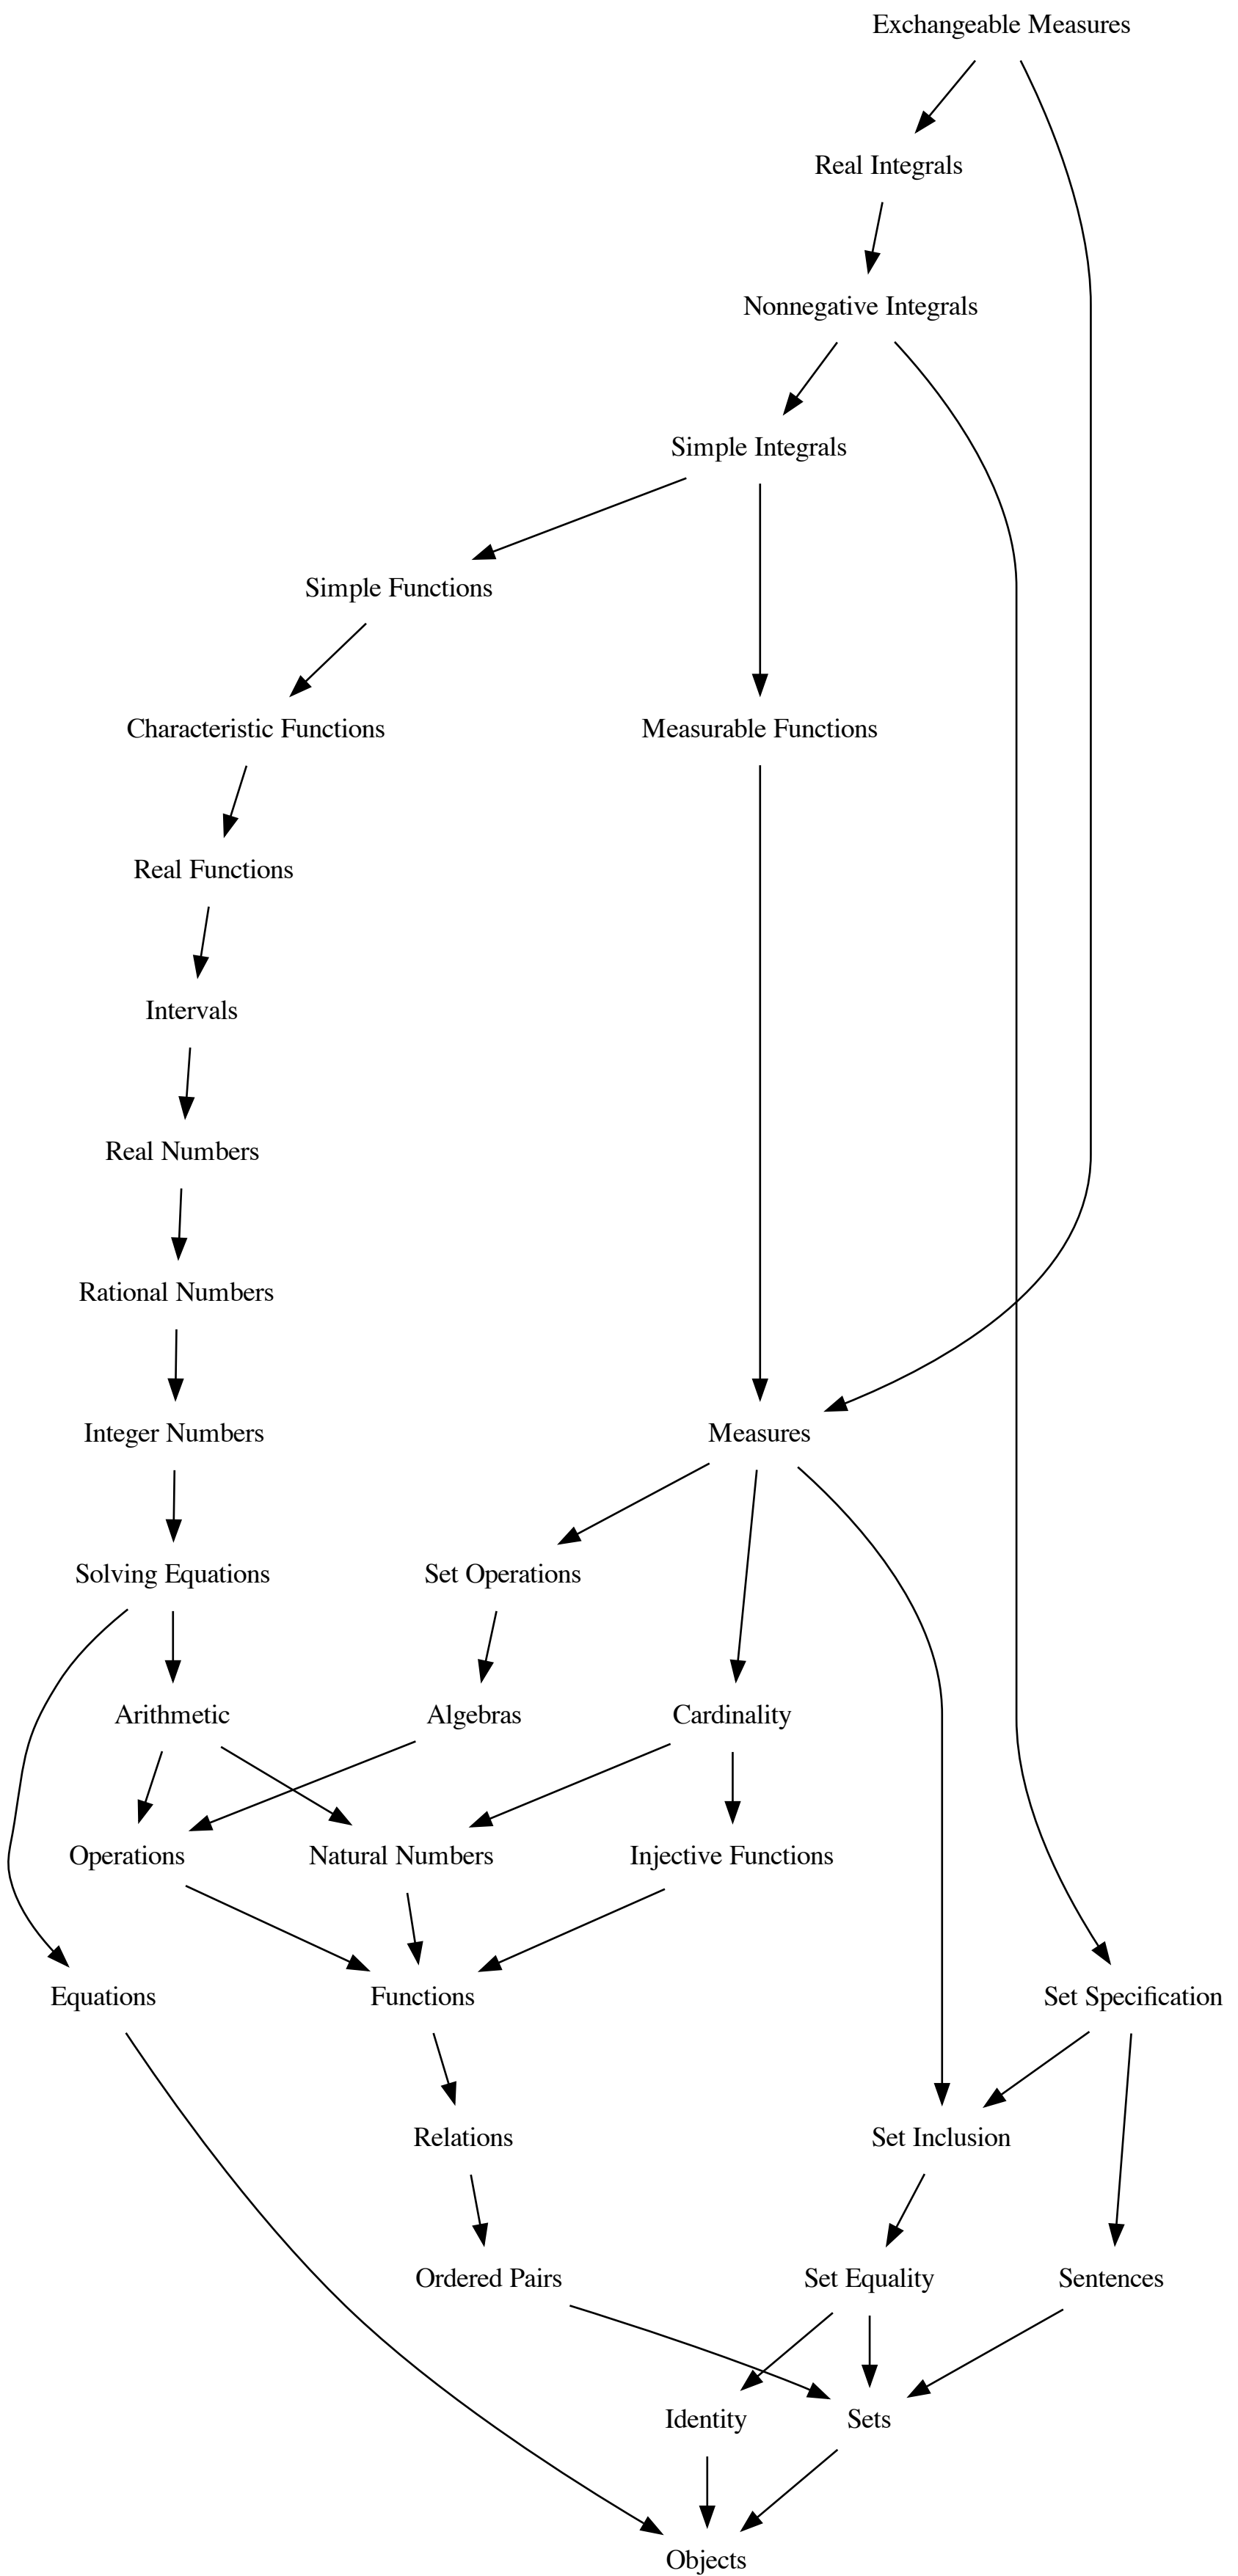 Exchangeable Measures
Real Integrals
Nonnegative Integrals
Simple Integrals
Simple Functions
Characteristic Functions
Measurable Functions
Real Functions
Intervals
Real Numbers
Rational Numbers
Integer Numbers
Measures
Solving Equations
Set Operations
Arithmetic
Algebras
Cardinality
Operations
Natural Numbers
Injective Functions
Equations
Functions
Set Specification
Relations
Set Inclusion
Ordered Pairs
Set Equality
Sentences
Identity
Sets
Objects